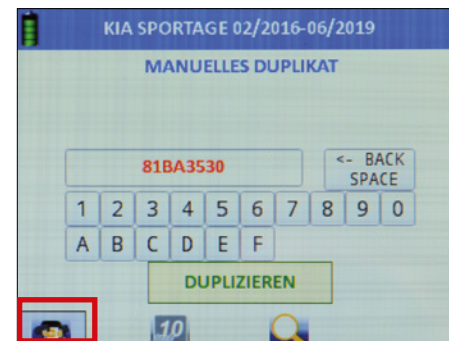 KIA SPORTAGE 02/2016-06/2019
MANUELLES DUPLIKAT
81BA3530
<- BACK
SPACE
1 2 3 4 5 6 7 8 9 0
A B C D E F
DUPLIZIEREN
10